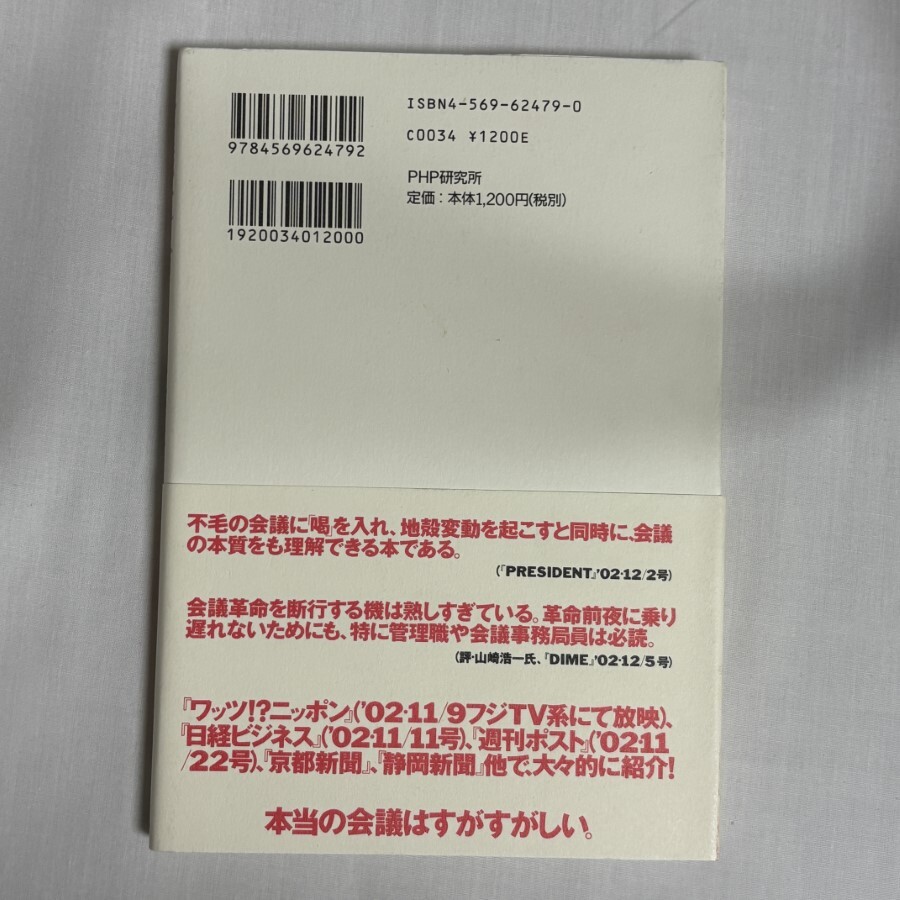 ISBN4-569-62479-0
C0034 ¥1200E
9784569624792
PHP研究所
定価：本体1,200円(税別)
1920034012000
不毛の会議に「喝」を入れ、地殻変動を起こすと同時に、会議
の本質をも理解できる本である。
(『PRESIDENT』'02・12/2号)
会議革命を断行する機は熟しすぎている。革命前夜に乗り
遅れないためにも、特に管理職や会議事務局員は必読。
(評・山崎浩一氏、『DIME』'02・12/5号)
『ワッツ!?ニッポン』('02・11/9フジTV系にて放映)、
『日経ビジネス』('02・11/11号)、『週刊ポスト』('02・11
/22号)、『京都新聞』、『静岡新聞』他で、大々的に紹介!
本当の会議はすがすがしい。